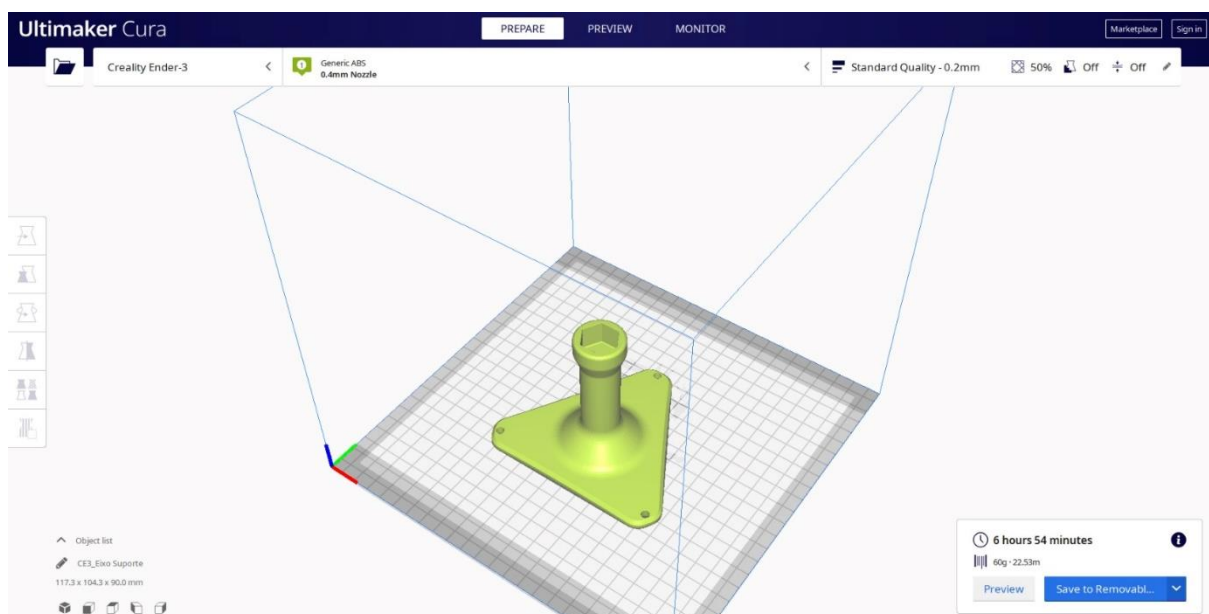 Ultimaker Cura
PREPARE
PREVIEW
MONITOR
Marketplace
Sign in
Creality Ender-3
1
Generic ABS
0.4mm Nozzle
Standard Quality - 0.2mm
50%
Off
Off
Object list
CE3_Eixo Suporte
117.3 x 104.3 x 90.0 mm
6 hours 54 minutes
60g · 22.53m
Preview
Save to Removabl...